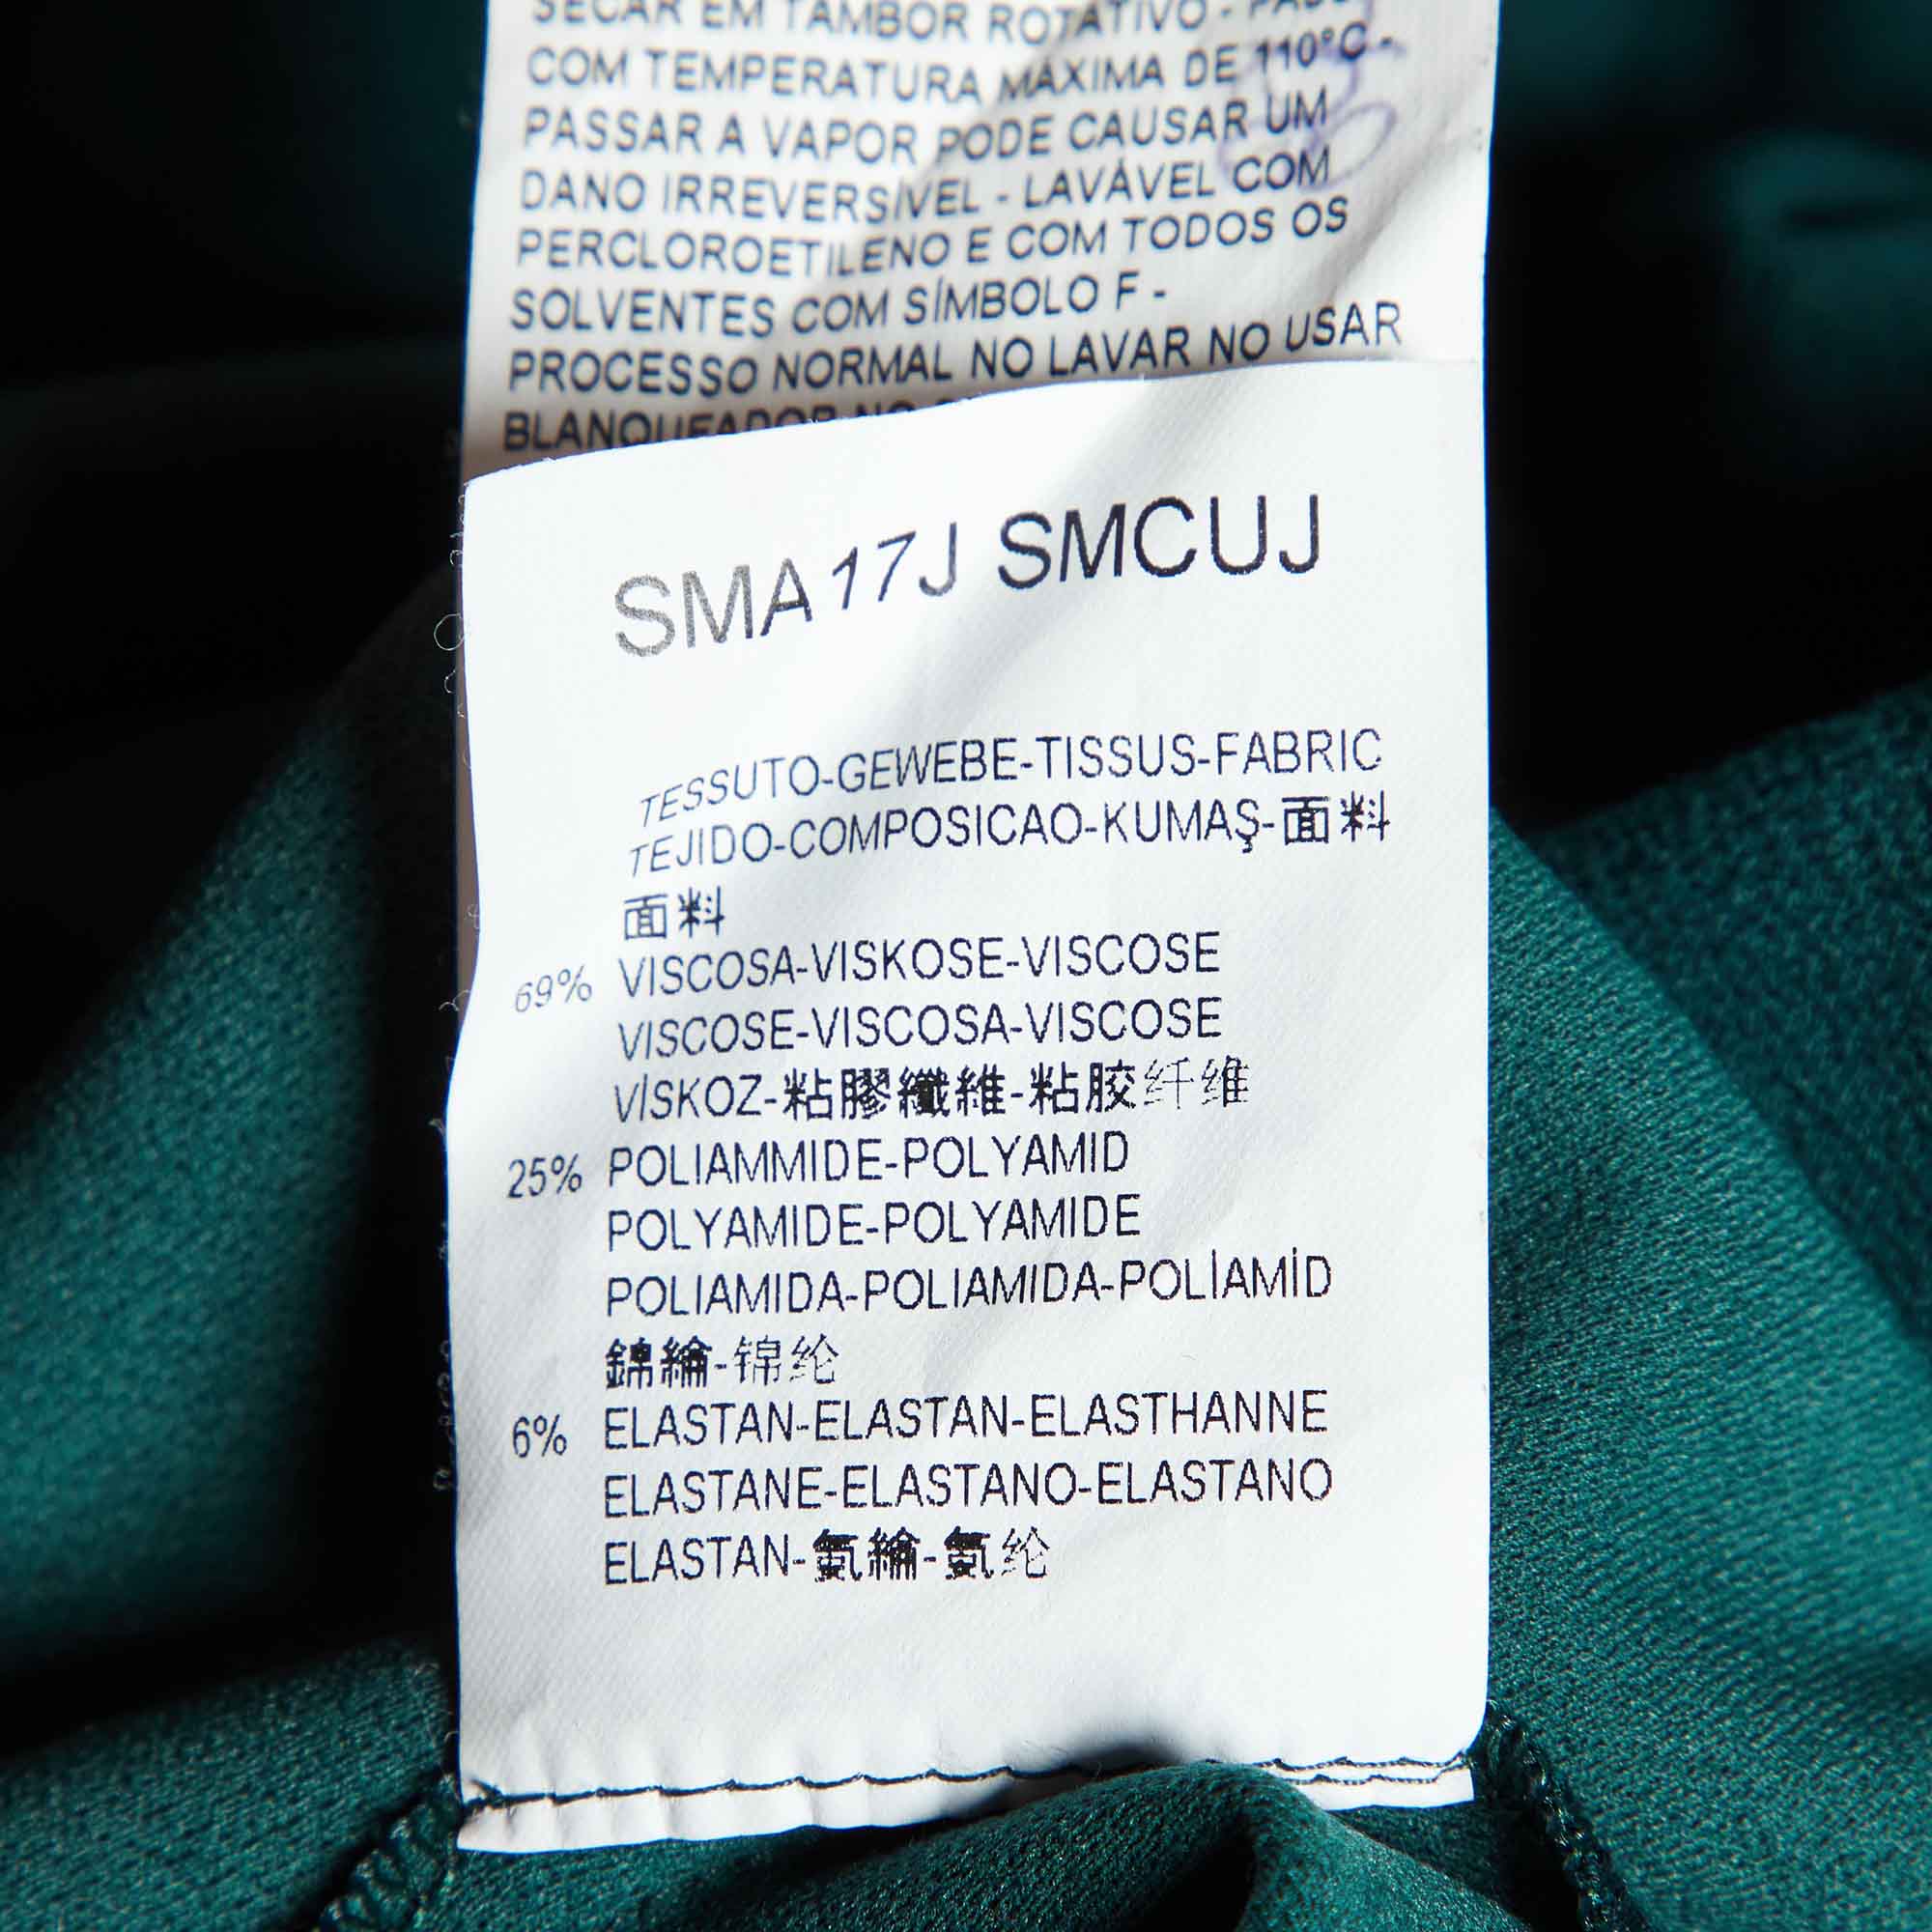 SECAR EM TAMBOR ROTATIVO -
COM TEMPERATURA MÁXIMA DE 110°C -
PASSAR A VAPOR PODE CAUSAR UM
DANO IRREVERSÍVEL - LAVÁVEL COM
PERCLOROETILENO E COM TODOS OS
SOLVENTES COM SÍMBOLO F -
PROCESSO NORMAL NO LAVAR NO USAR
BLANQUEADOR NO
SMA17J SMCUJ
TESSUTO-GEWEBE-TISSUS-FABRIC
TEJIDO-COMPOSICAO-KUMAŞ-面料
面料
69% VISCOSA-VISKOSE-VISCOSE
VISCOSE-VISCOSA-VISCOSE
VİSKOZ-粘膠纖維-粘胶纤维
25% POLIAMMIDE-POLYAMID
POLYAMIDE-POLYAMIDE
POLIAMIDA-POLIAMIDA-POLİAMİD
錦綸-锦纶
6% ELASTAN-ELASTAN-ELASTHANNE
ELASTANE-ELASTANO-ELASTANO
ELASTAN-氨綸-氨纶